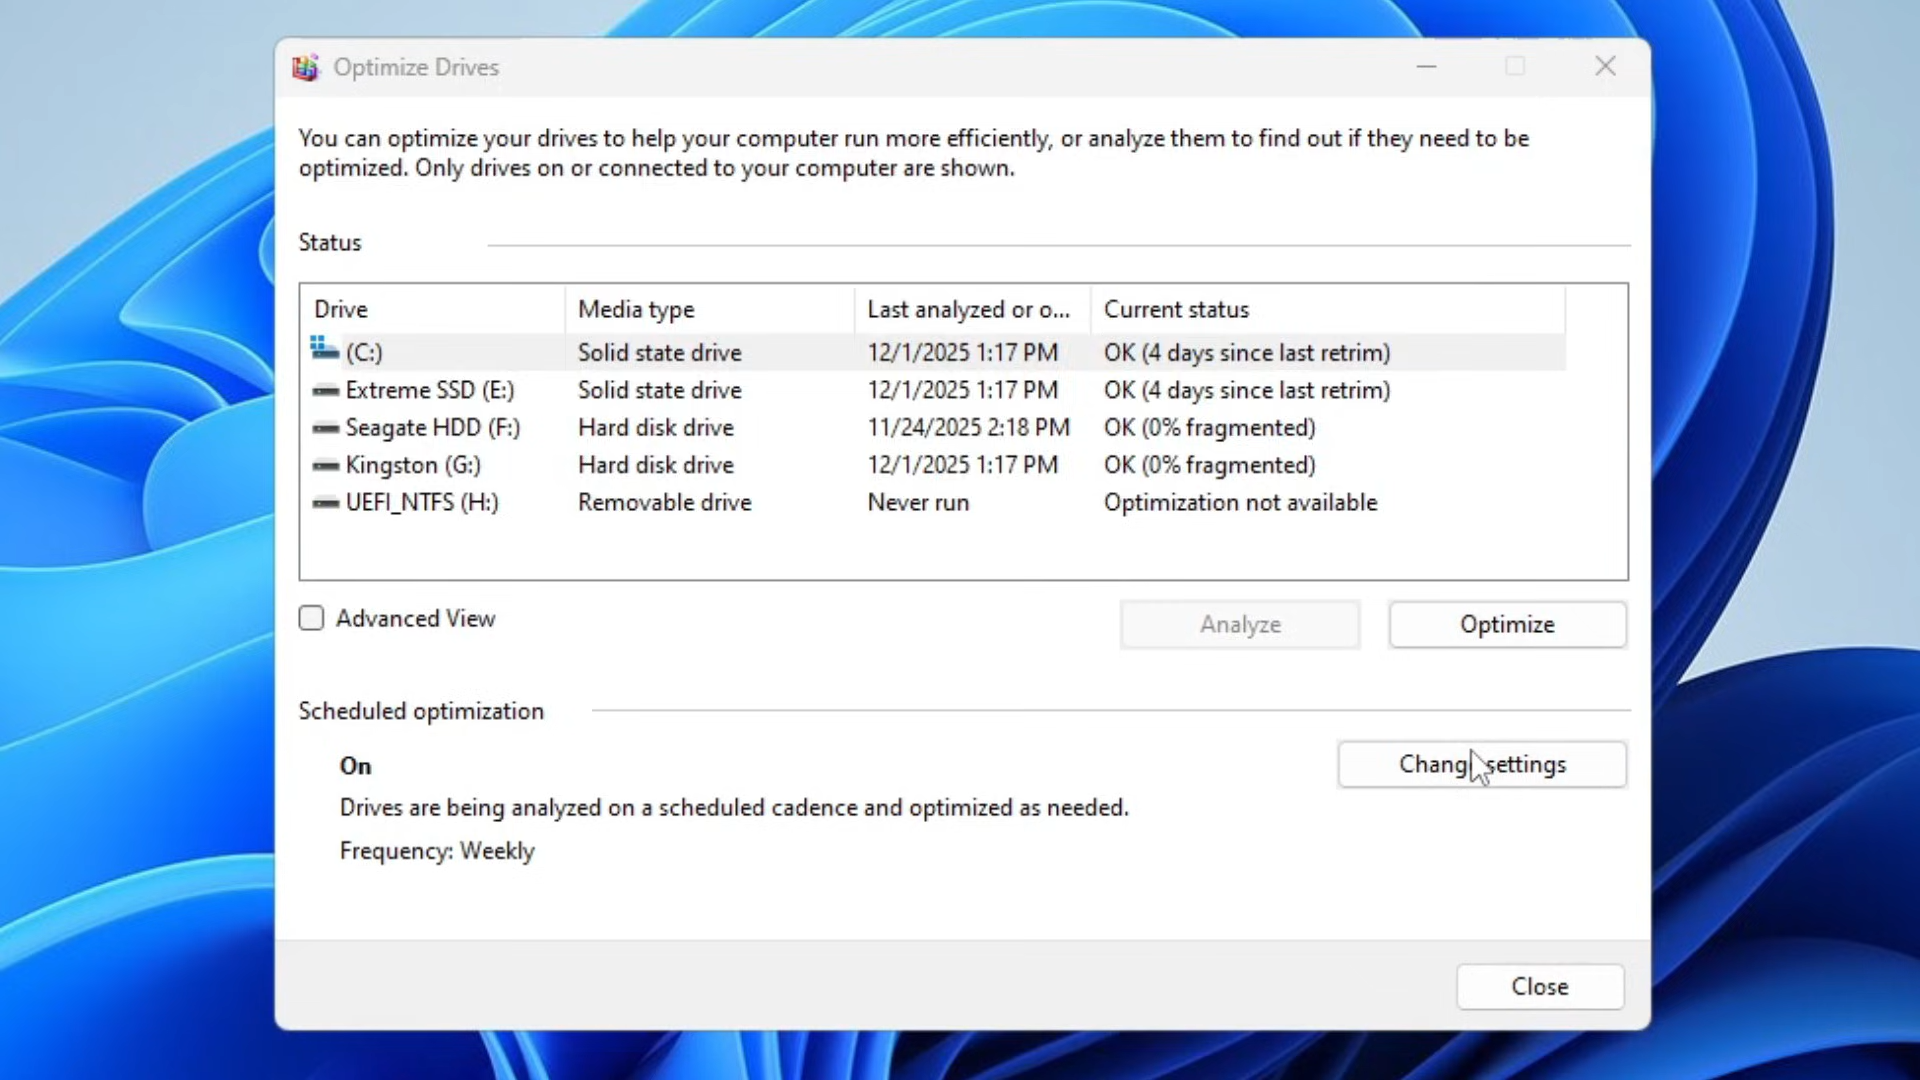 Optimize Drives
You can optimize your drives to help your computer run more efficiently, or analyze them to find out if they need to be
optimized. Only drives on or connected to your computer are shown.
Status
Drive Media type Last analyzed or o... Current status
(C:) Solid state drive 12/1/2025 1:17 PM OK (4 days since last retrim)
Extreme SSD (E:) Solid state drive 12/1/2025 1:17 PM OK (4 days since last retrim)
Seagate HDD (F:) Hard disk drive 11/24/2025 2:18 PM OK (0% fragmented)
Kingston (G:) Hard disk drive 12/1/2025 1:17 PM OK (0% fragmented)
UEFI_NTFS (H:) Removable drive Never run Optimization not available
Advanced View Analyze Optimize
Scheduled optimization
On Change settings
Drives are being analyzed on a scheduled cadence and optimized as needed.
Frequency: Weekly
Close